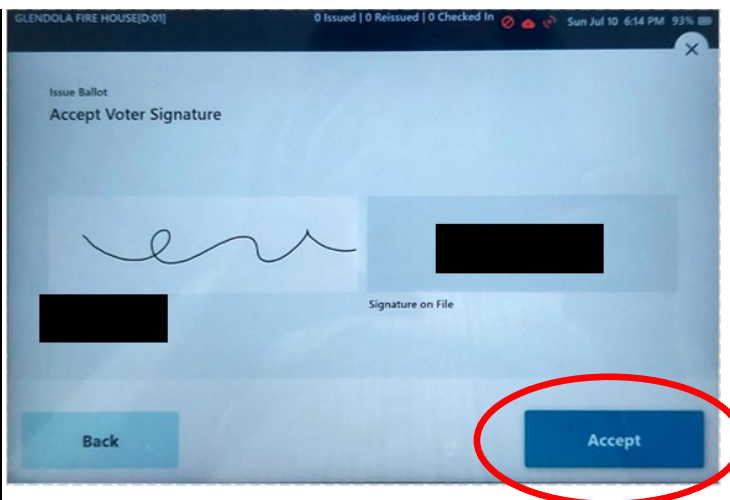 GLENDOLA FIRE HOUSE[D:01] 0 Issued | 0 Reissued | 0 Checked In Sun Jul 10 6:14 PM 93%
Issue Ballot
Accept Voter Signature
Signature on File
Back Accept